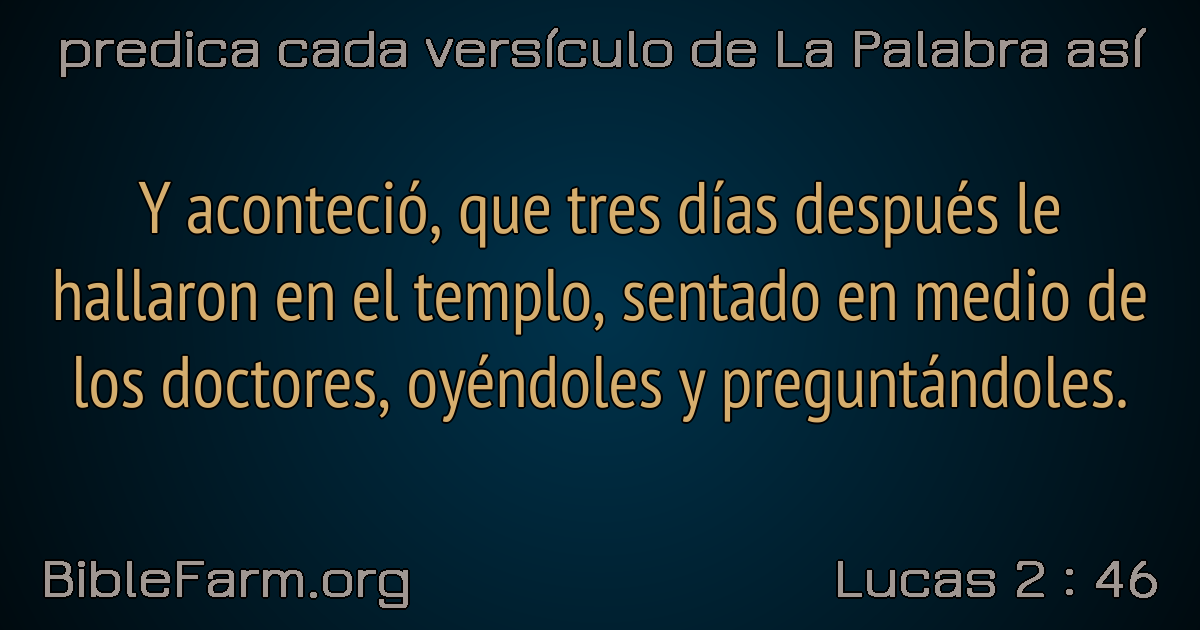 predica cada versículo de La Palabra así
Y aconteció, que tres días después le
hallaron en el templo, sentado en medio de
los doctores, oyéndoles y preguntándoles.
BibleFarm.org
Lucas 2 : 46